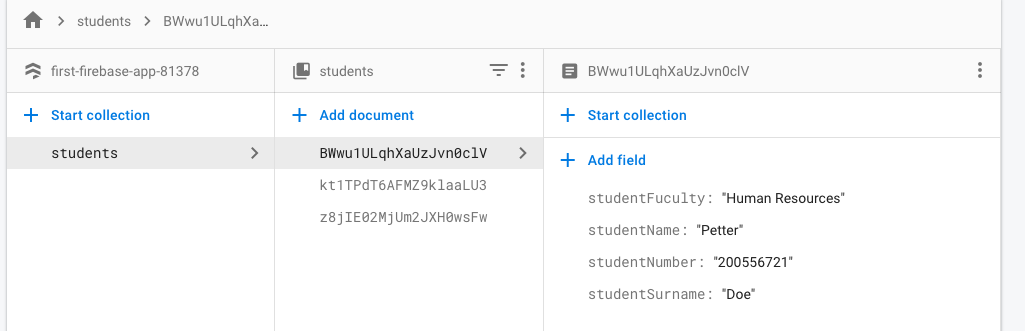 students
BWwu1ULqhXa…
first-firebase-app-81378
students
BWwu1ULqhXaUzJvn0clV
Start collection
Add document
Start collection
students
BWwu1ULqhXaUzJvn0clV
kt1TPdT6AFMZ9klaaLU3
z8jIE02MjUm2JXH0wsFw
Add field
studentFuculty: "Human Resources"
studentName: "Petter"
studentNumber: "200556721"
studentSurname: "Doe"